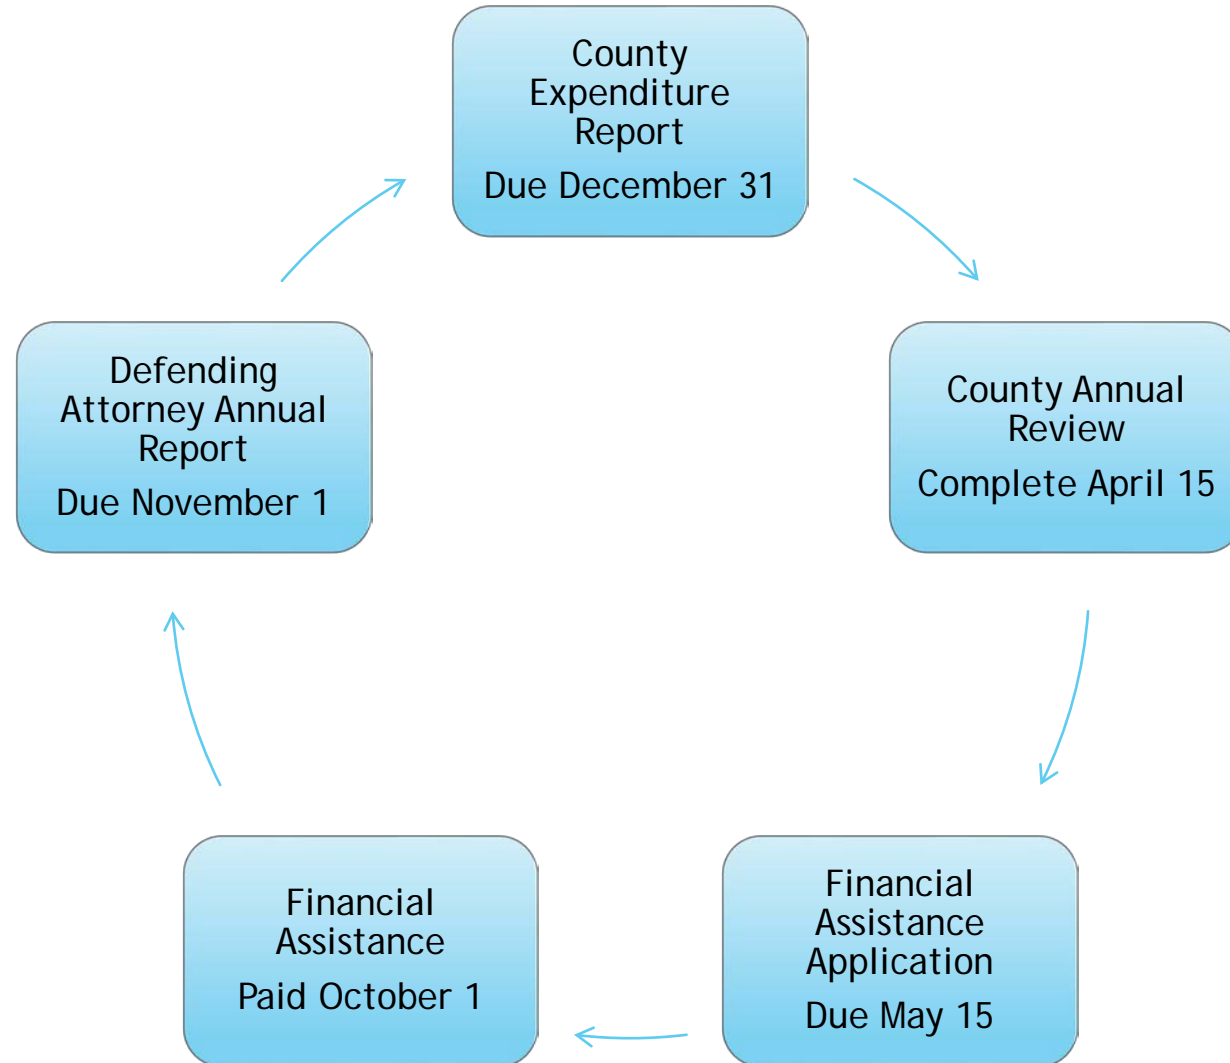 County
Expenditure
Report
Due December 31
County Annual
Review
Complete April 15
Financial
Assistance
Application
Due May 15
Financial
Assistance
Paid October 1
Defending
Attorney Annual
Report
Due November 1